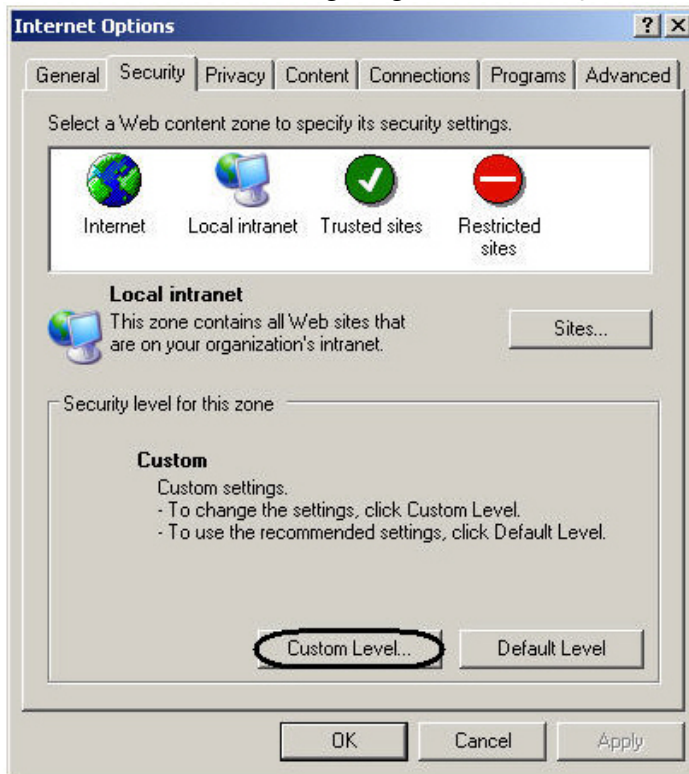 Internet Options
General Security Privacy Content Connections Programs Advanced
Select a Web content zone to specify its security settings.
Internet Local intranet Trusted sites Restricted sites
Local intranet
This zone contains all Web sites that
are on your organization's intranet.
Sites...
Security level for this zone
Custom
Custom settings.
- To change the settings, click Custom Level.
- To use the recommended settings, click Default Level.
Custom Level... Default Level
OK Cancel Apply